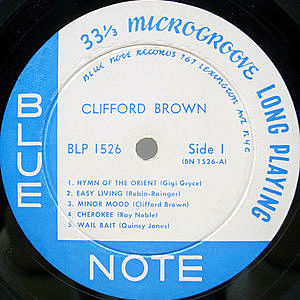 33⅓ MICROGROOVE LONG PLAYING
BLUE NOTE RECORDS 167 LEXINGTON AVE NYC
CLIFFORD BROWN
BLP 1526
Side 1
(BN 1526-A)
1. HYMN OF THE ORIENT (Gigi Gryce)
2. EASY LIVING (Robin-Rainger)
3. MINOR MOOD (Clifford Brown)
4. CHEROKEE (Ray Noble)
5. WAIL BAIT (Quincy Jones)
BLUE
NOTE